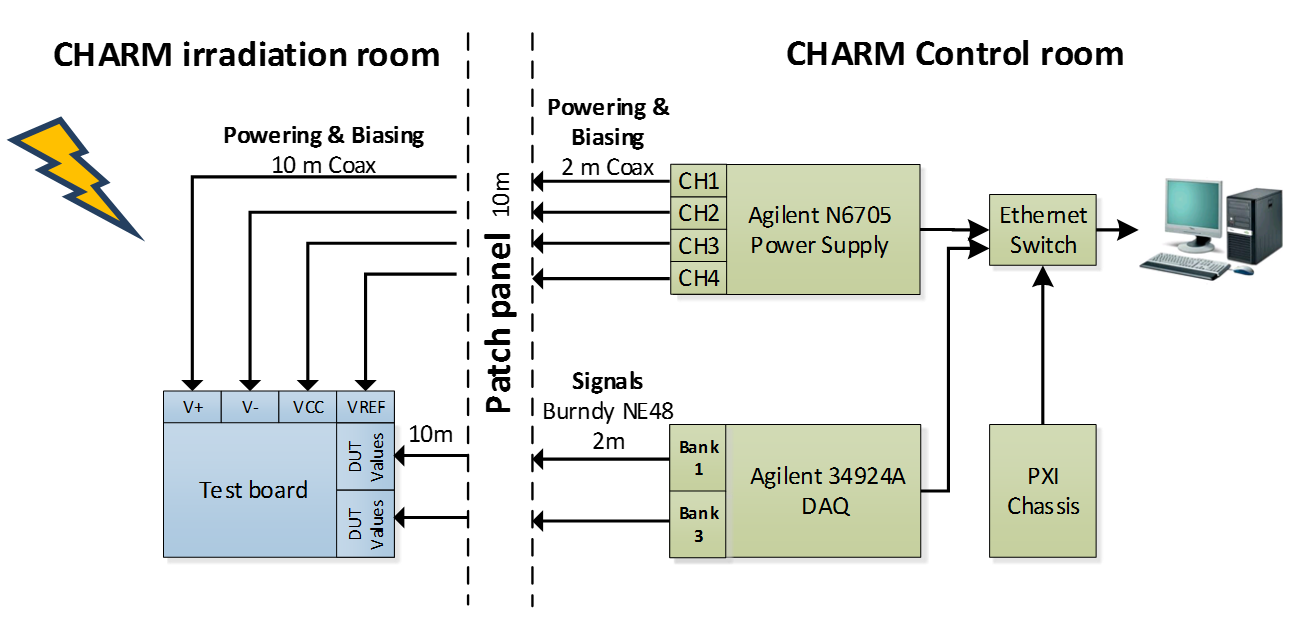 CHARM irradiation room
CHARM Control room
Powering & Biasing
10 m Coax
Patch panel 10m
Powering &
Biasing
2 m Coax
CH1
CH2
CH3
CH4
Agilent N6705
Power Supply
Ethernet
Switch
V+
V-
VCC
VREF
Test board
DUT
Values
DUT
Values
10m
Signals
Burndy NE48
2m
Bank
1
Bank
3
Agilent 34924A
DAQ
PXI
Chassis